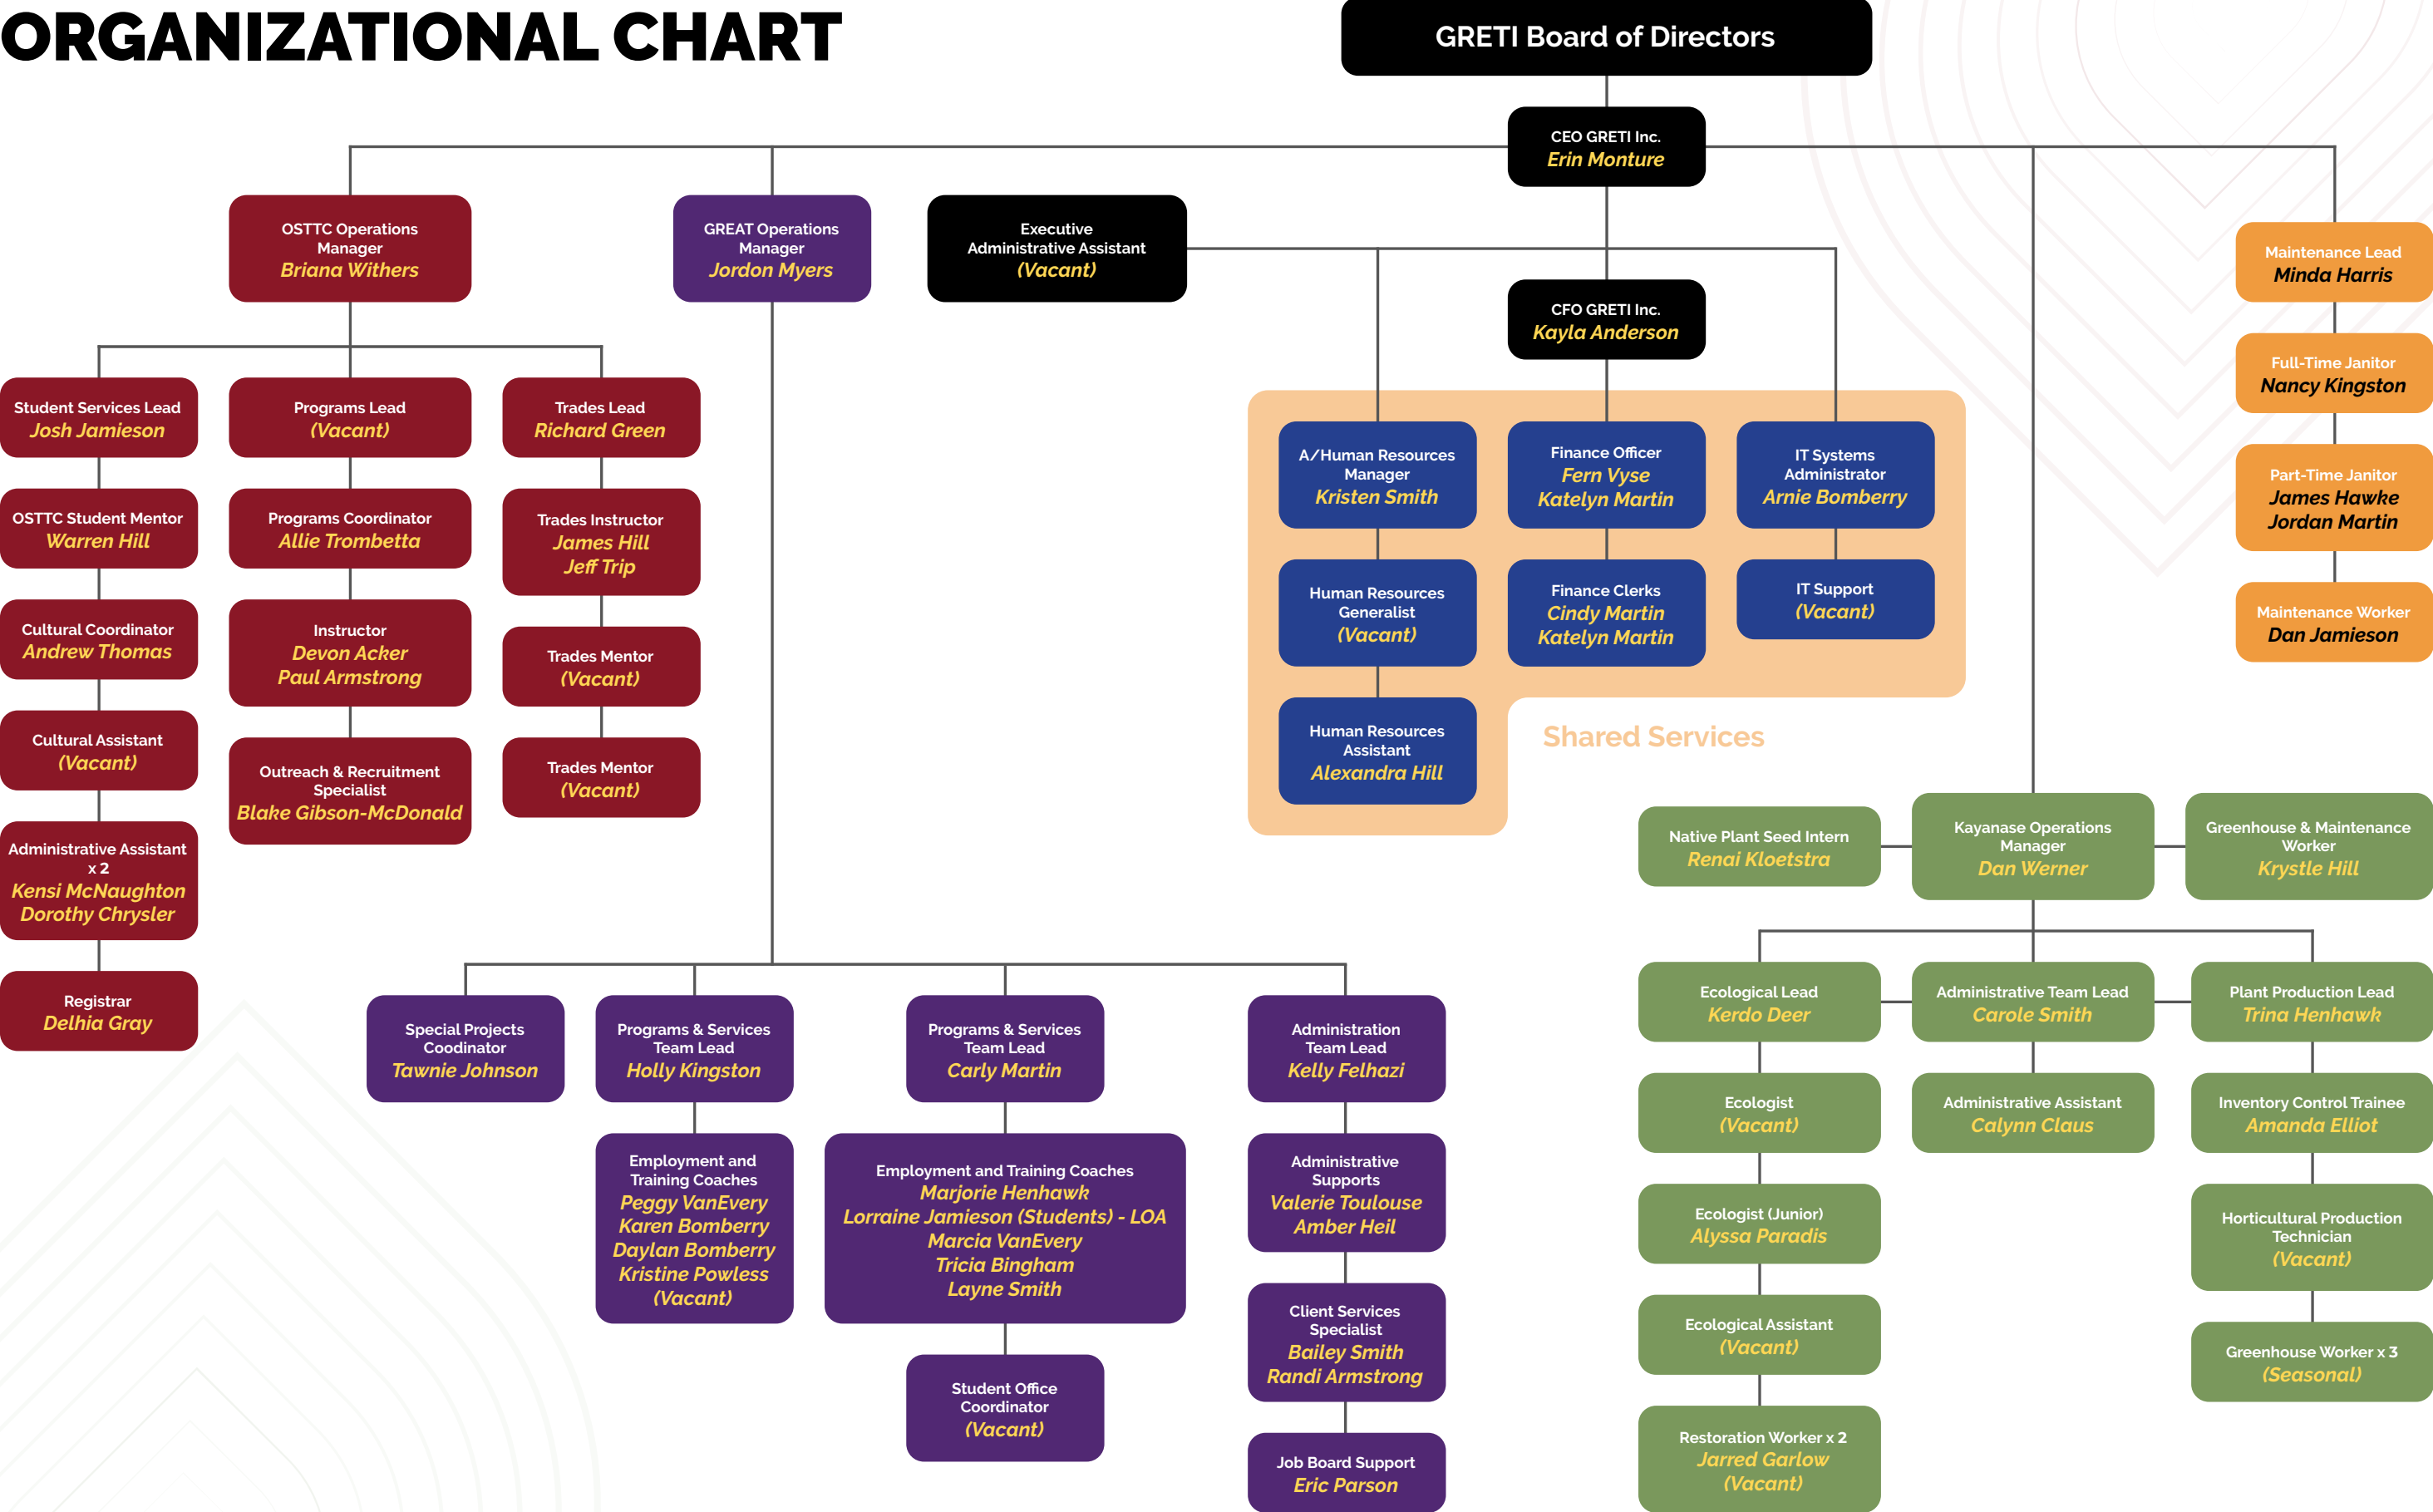 ORGANIZATIONAL CHART
GRETI Board of Directors
CEO GRETI Inc.
Erin Monture
OSTTC Operations
Manager
Briana Withers
GREAT Operations
Manager
Jordon Myers
Executive
Administrative Assistant
(Vacant)
CFO GRETI Inc.
Kayla Anderson
Maintenance Lead
Minda Harris
Full-Time Janitor
Nancy Kingston
Part-Time Janitor
James Hawke
Jordan Martin
Maintenance Worker
Dan Jamieson
Student Services Lead
Josh Jamieson
OSTTC Student Mentor
Warren Hill
Cultural Coordinator
Andrew Thomas
Cultural Assistant
(Vacant)
Administrative Assistant
x 2
Kensi McNaughton
Dorothy Chrysler
Registrar
Delhia Gray
Programs Lead
(Vacant)
Programs Coordinator
Allie Trombetta
Instructor
Devon Acker
Paul Armstrong
Outreach & Recruitment
Specialist
Blake Gibson-McDonald
Trades Lead
Richard Green
Trades Instructor
James Hill
Jeff Trip
Trades Mentor
(Vacant)
Trades Mentor
(Vacant)
A/Human Resources
Manager
Kristen Smith
Human Resources
Generalist
(Vacant)
Human Resources
Assistant
Alexandra Hill
Finance Officer
Fern Vyse
Katelyn Martin
Finance Clerks
Cindy Martin
Katelyn Martin
IT Systems
Administrator
Arnie Bomberry
IT Support
(Vacant)
Shared Services
Special Projects
Coodinator
Tawnie Johnson
Programs & Services
Team Lead
Holly Kingston
Employment and
Training Coaches
Peggy VanEvery
Karen Bomberry
Daylan Bomberry
Kristine Powless
(Vacant)
Programs & Services
Team Lead
Carly Martin
Employment and Training Coaches
Marjorie Henhawk
Lorraine Jamieson (Students) - LOA
Marcia VanEvery
Tricia Bingham
Layne Smith
Student Office
Coordinator
(Vacant)
Administration
Team Lead
Kelly Felhazi
Administrative
Supports
Valerie Toulouse
Amber Heil
Client Services
Specialist
Bailey Smith
Randi Armstrong
Job Board Support
Eric Parson
Native Plant Seed Intern
Renai Kloetstra
Kayanase Operations
Manager
Dan Werner
Greenhouse & Maintenance
Worker
Krystle Hill
Ecological Lead
Kerdo Deer
Ecologist
(Vacant)
Ecologist (Junior)
Alyssa Paradis
Ecological Assistant
(Vacant)
Restoration Worker x 2
Jarred Garlow
(Vacant)
Administrative Team Lead
Carole Smith
Administrative Assistant
Calynn Claus
Plant Production Lead
Trina Henhawk
Inventory Control Trainee
Amanda Elliot
Horticultural Production
Technician
(Vacant)
Greenhouse Worker x 3
(Seasonal)